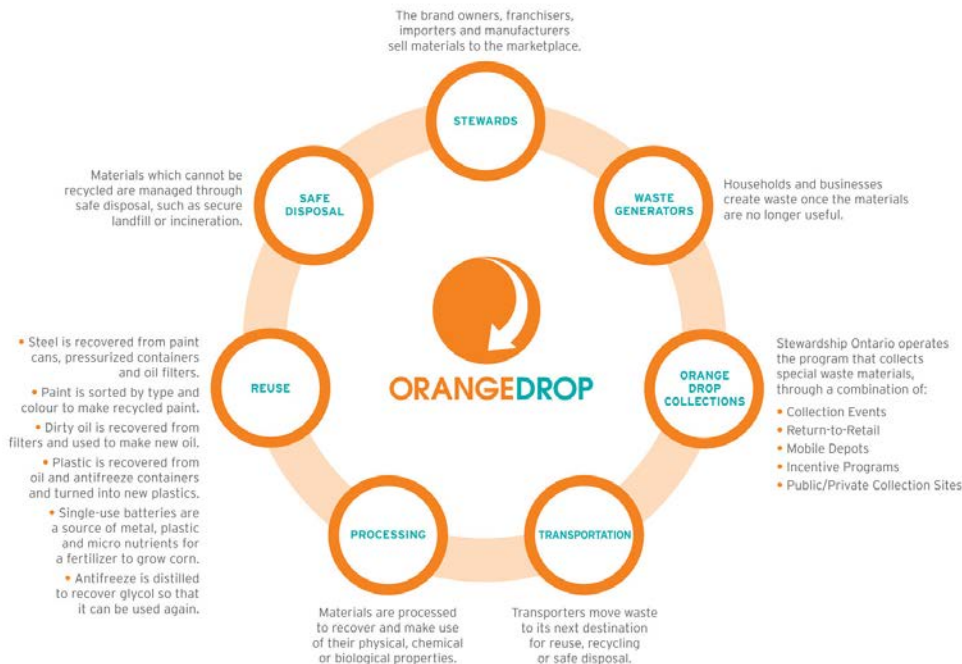 The brand owners, franchisers,
importers and manufacturers
sell materials to the marketplace.
STEWARDS
WASTE
GENERATORS
Households and businesses
create waste once the materials
are no longer useful.
ORANGE
DROP
COLLECTIONS
Stewardship Ontario operates
the program that collects
special waste materials,
through a combination of:
• Collection Events
• Return-to-Retail
• Mobile Depots
• Incentive Programs
• Public/Private Collection Sites
TRANSPORTATION
Transporters move waste
to its next destination
for reuse, recycling
or safe disposal.
PROCESSING
Materials are processed
to recover and make use
of their physical, chemical
or biological properties.
REUSE
• Steel is recovered from paint
cans, pressurized containers
and oil filters.
• Paint is sorted by type and
colour to make recycled paint.
• Dirty oil is recovered from
filters and used to make new oil.
• Plastic is recovered from
oil and antifreeze containers
and turned into new plastics.
• Single-use batteries are
a source of metal, plastic
and micro nutrients for
a fertilizer to grow corn.
• Antifreeze is distilled
to recover glycol so that
it can be used again.
SAFE
DISPOSAL
Materials which cannot be
recycled are managed through
safe disposal, such as secure
landfill or incineration.
ORANGEDROP